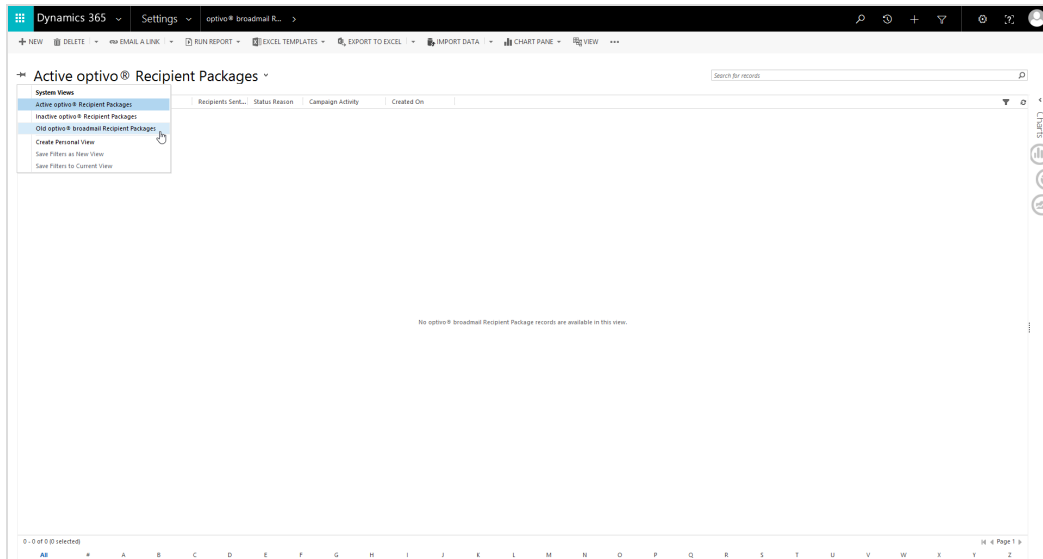 Dynamics 365 Settings optivo® broadmail R...
NEW DELETE EMAIL A LINK RUN REPORT EXCEL TEMPLATES EXPORT TO EXCEL IMPORT DATA CHART PANE VIEW
Active optivo® Recipient Packages
Search for records
System Views
Active optivo® Recipient Packages
Inactive optivo® Recipient Packages
Old optivo® broadmail Recipient Packages
Create Personal View
Save Filters as New View
Save Filters to Current View
Recipients Sent... Status Reason Campaign Activity Created On
Charts
No optivo® broadmail Recipient Package records are available in this view.
0 - 0 of 0 (0 selected) Page 1
All # A B C D E F G H I J K L M N O P Q R S T U V W X Y Z